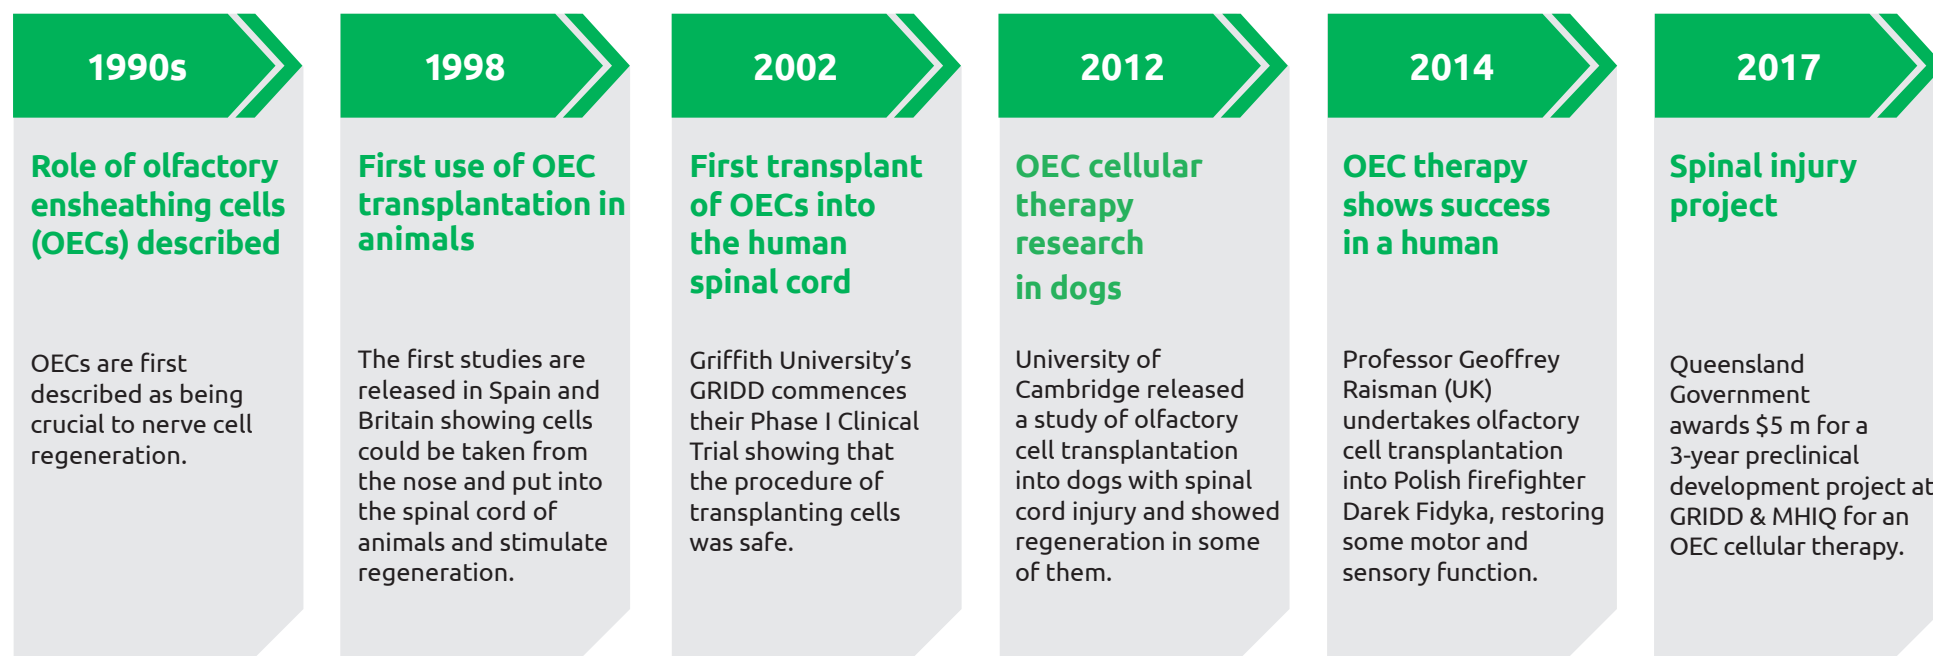 1990s
Role of olfactory
ensheathing cells
(OECs) described
OECs are first
described as being
crucial to nerve cell
regeneration.
1998
First use of OEC
transplantation in
animals
The first studies are
released in Spain and
Britain showing cells
could be taken from
the nose and put into
the spinal cord of
animals and stimulate
regeneration.
2002
First transplant
of OECs into
the human
spinal cord
Griffith University’s
GRIDD commences
their Phase I Clinical
Trial showing that
the procedure of
transplanting cells
was safe.
2012
OEC cellular
therapy
research
in dogs
University of
Cambridge released
a study of olfactory
cell transplantation
into dogs with spinal
cord injury and showed
regeneration in some
of them.
2014
OEC therapy
shows success
in a human
Professor Geoffrey
Raisman (UK)
undertakes olfactory
cell transplantation
into Polish firefighter
Darek Fidyka, restoring
some motor and
sensory function.
2017
Spinal injury
project
Queensland
Government
awards $5 m for a
3-year preclinical
development project at
GRIDD & MHIQ for an
OEC cellular therapy.